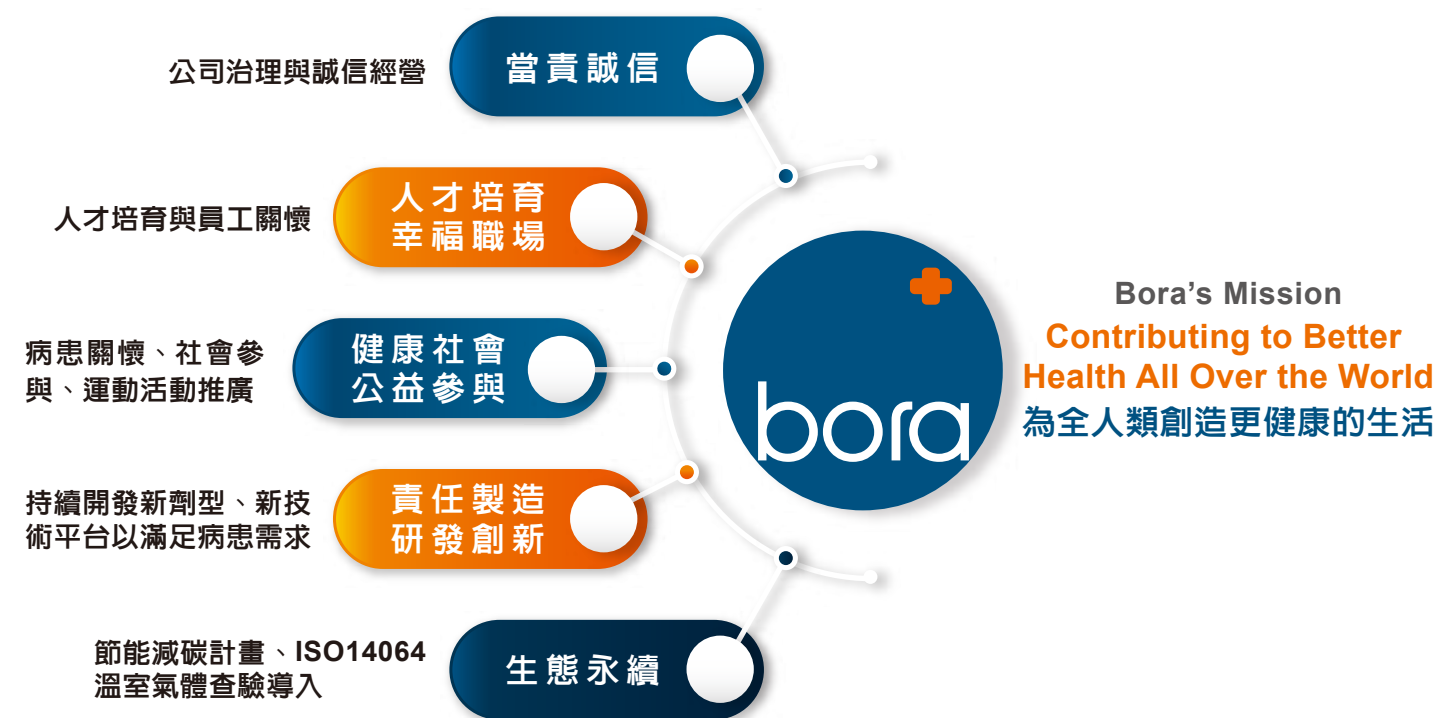 公司治理與誠信經營
當責誠信
人才培育與員工關懷
人才培育
幸福職場
病患關懷、社會參
與、運動活動推廣
健康社會
公益參與
持續開發新劑型、新技
術平台以滿足病患需求
責任製造
研發創新
節能減碳計畫、ISO14064
溫室氣體查驗導入
生態永續
bora
Bora’s Mission
Contributing to Better
Health All Over the World
為全人類創造更健康的生活